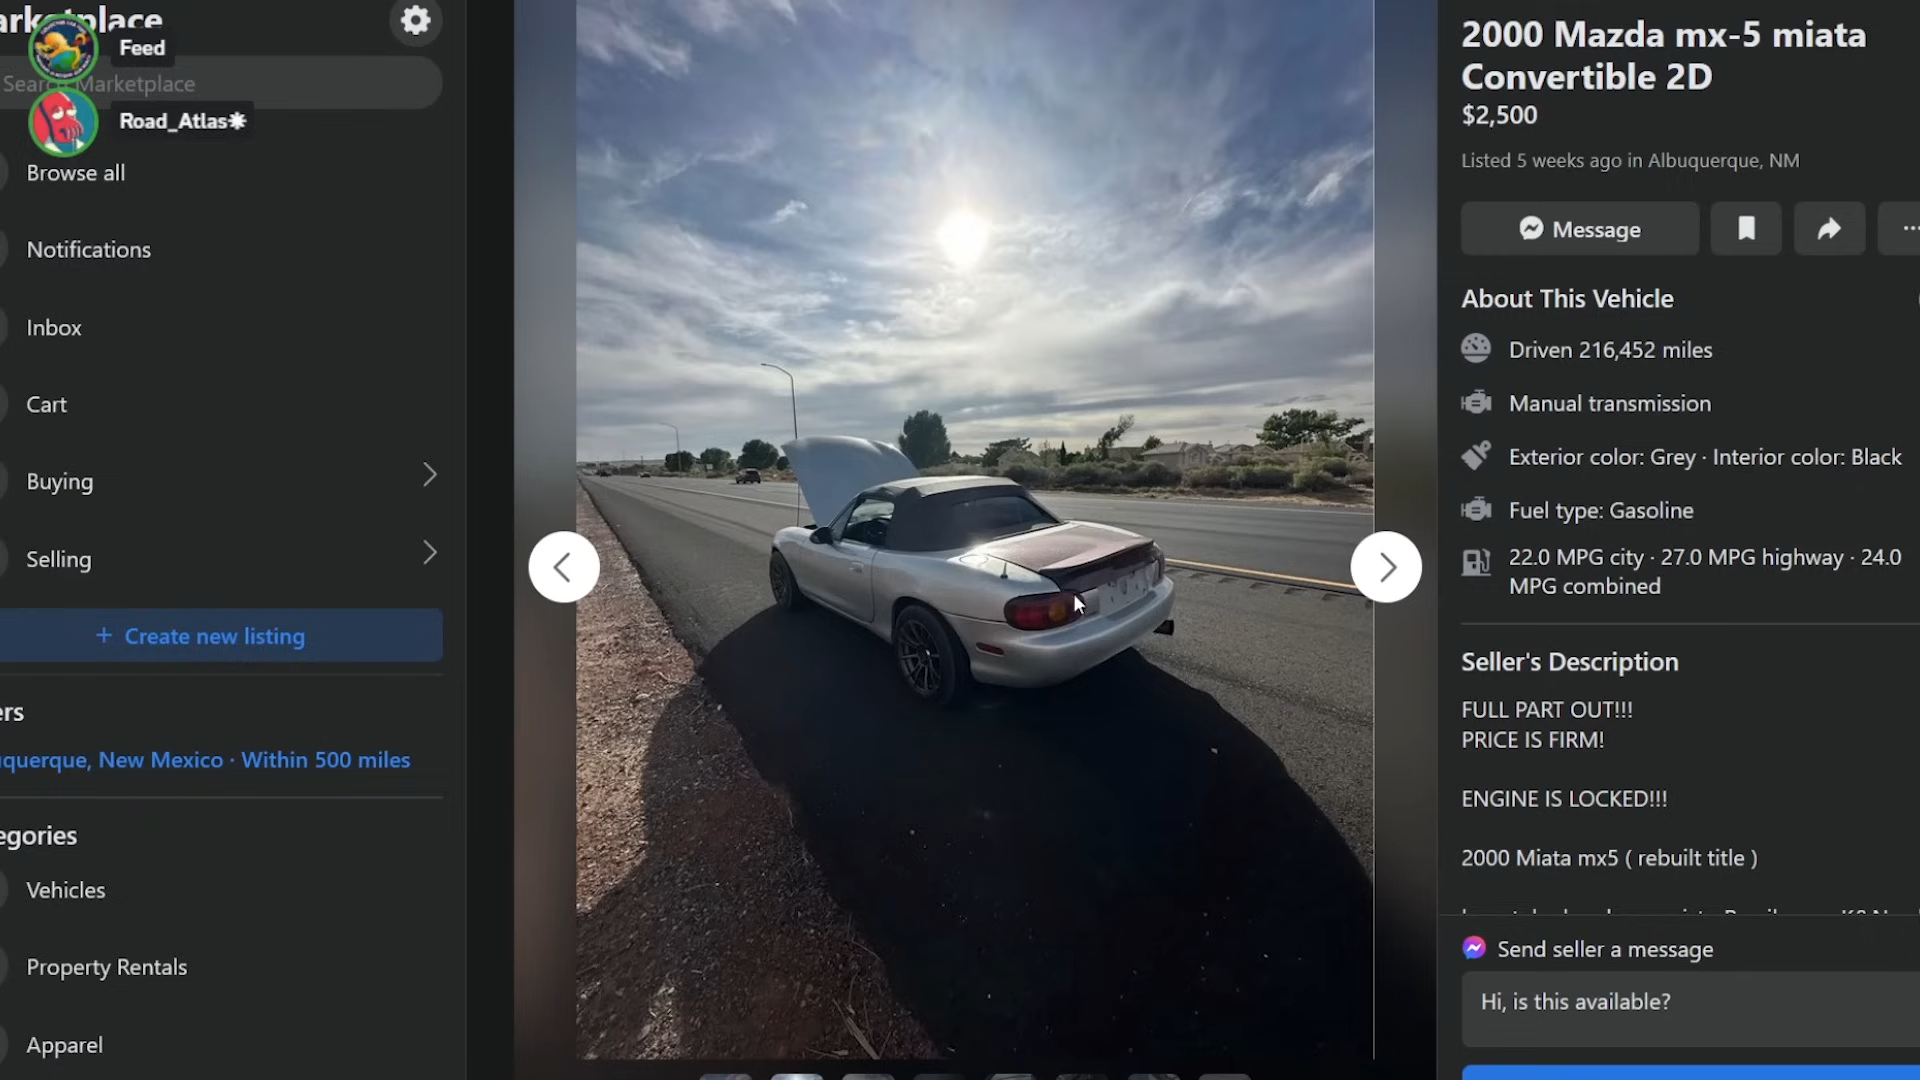 Feed
Search Marketplace
Road_Atlas
Browse all
Notifications
Inbox
Cart
Buying
Selling
+ Create new listing
New Mexico · Within 500 miles
Vehicles
Property Rentals
Apparel
2000 Mazda mx-5 miata
Convertible 2D
$2,500
Listed 5 weeks ago in Albuquerque, NM
Message
About This Vehicle
Driven 216,452 miles
Manual transmission
Exterior color: Grey · Interior color: Black
Fuel type: Gasoline
22.0 MPG city · 27.0 MPG highway · 24.0
MPG combined
Seller's Description
FULL PART OUT!!!
PRICE IS FIRM!
ENGINE IS LOCKED!!!
2000 Miata mx5 ( rebuilt title )
Send seller a message
Hi, is this available?